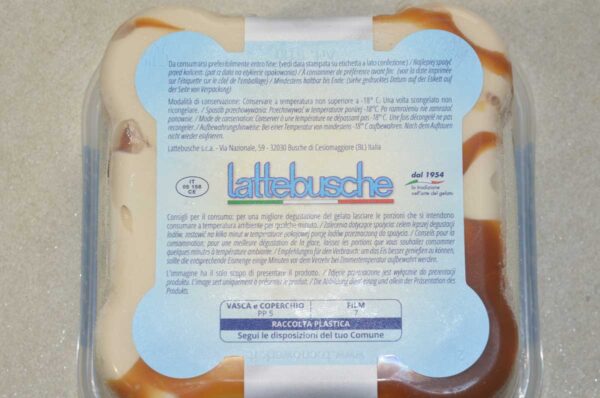 Da consumarsi preferibilmente entro fine: (vedi data stampata su etichetta a lato confezione) / Najlepiej spożyć
przed końcem: (patrz data na etykiecie opakowania) / À consommer de préférence avant fin: (voir la date imprimée
sur l'étiquette sur le côté de l'emballage) / Mindestens haltbar bis Ende: (siehe gedrucktes Datum auf der Etikett auf
der Seite von Verpackung)
Modalità di conservazione: Conservare a temperatura non superiore a -18° C. Una volta scongelato non
ricongelare. / Sposób przechowywania: Przechowywać w temperaturze poniżej -18°C. Po rozmrożeniu nie zamrażać
ponownie. / Mode de conservation: Conserver à une température ne dépassant pas -18° C. Une fois décongelé ne pas
recongeler. / Aufbewahrungshinweise: Bei einer Temperatur von mindestens -18° C aufbewahren. Nach dem Auftauen
nicht wieder einfrieren.
Lattebusche s.c.a. - Via Nazionale, 59 - 32030 Busche di Cesiomaggiore (BL) Italia
IT
05 168
CE
lattebusche
dal 1954
la tradizione
nell'arte del gelato
Consigli per il consumo: per una migliore degustazione del gelato lasciare le porzioni che si intendono
consumare a temperatura ambiente per qualche minuto. / Zalecenia dotyczące spożycia: celem lepszej degustacji
lodów, zostawić na kilka minut w temperaturze pokojowej porcję lodów przeznaczoną do spożycia. / Conseils pour la
consommation: pour une meilleure dégustation de la glace, laissez les portions que vous souhaitez consommer
quelques minutes à température ambiante. / Empfehlungen für den Verbrauch: um das Eis besser genießen zu können,
sollte die entsprechende Eismenge einige Minuten vor dem Verzehr bei Zimmertemperatur aufbewahrt werden.
L'immagine ha il solo scopo di presentare il prodotto. / Zdjęcie przeznaczone jest wyłącznie do prezentacji
produktu. / L'image sert uniquement à présenter le produit. / Die Abbildung dient einzig und allein der Präsentation des
Produkts.
VASCA e COPERCHIO
PP 5
FILM
7
RACCOLTA PLASTICA
Segui le disposizioni del tuo Comune